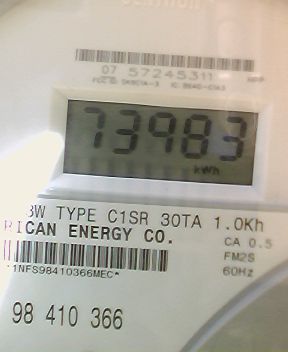 07 57245311
73983
kWh
3W TYPE C1SR 30TA 1.0Kh
RICAN ENERGY CO.
CA 0.5
FM2S
*1NFS98410366MEC*
60Hz
98 410 366